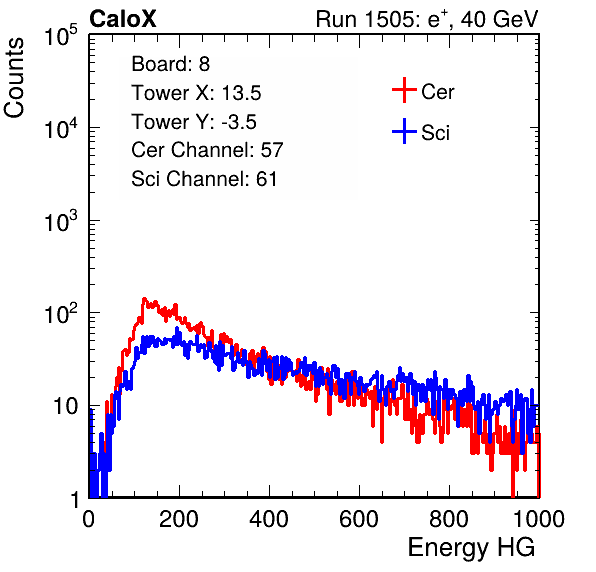 CaloX Run 1505: e⁺, 40 GeV
Counts
10⁵
10⁴
10³
10²
10
1
Board: 8
Tower X: 13.5
Tower Y: -3.5
Cer Channel: 57
Sci Channel: 61
Cer
Sci
0 200 400 600 800 1000
Energy HG